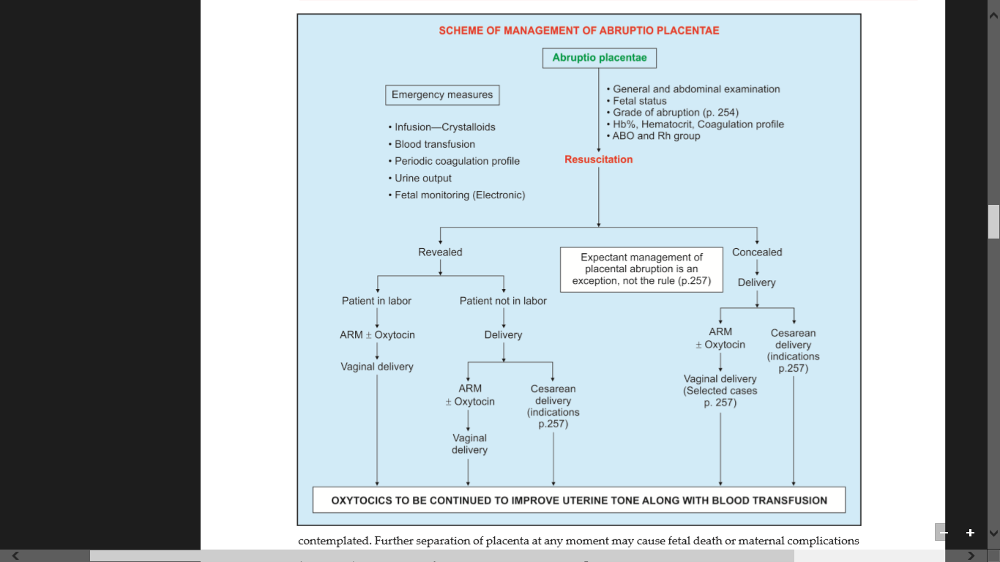 SCHEME OF MANAGEMENT OF ABRUPTIO PLACENTAE
Abruptio placentae
• General and abdominal examination
• Fetal status
• Grade of abruption (p. 254)
• Hb%, Hematocrit, Coagulation profile
• ABO and Rh group
Emergency measures
• Infusion—Crystalloids
• Blood transfusion
• Periodic coagulation profile
• Urine output
• Fetal monitoring (Electronic)
Resuscitation
Revealed
Expectant management of
placental abruption is an
exception, not the rule (p.257)
Concealed
Delivery
Patient in labor
ARM ± Oxytocin
Vaginal delivery
Patient not in labor
Delivery
ARM
± Oxytocin
Vaginal
delivery
Cesarean
delivery
(indications
p.257)
ARM
± Oxytocin
Vaginal delivery
(Selected cases
p. 257)
Cesarean
delivery
(indications
p.257)
OXYTOCICS TO BE CONTINUED TO IMPROVE UTERINE TONE ALONG WITH BLOOD TRANSFUSION
contemplated. Further separation of placenta at any moment may cause fetal death or maternal complications